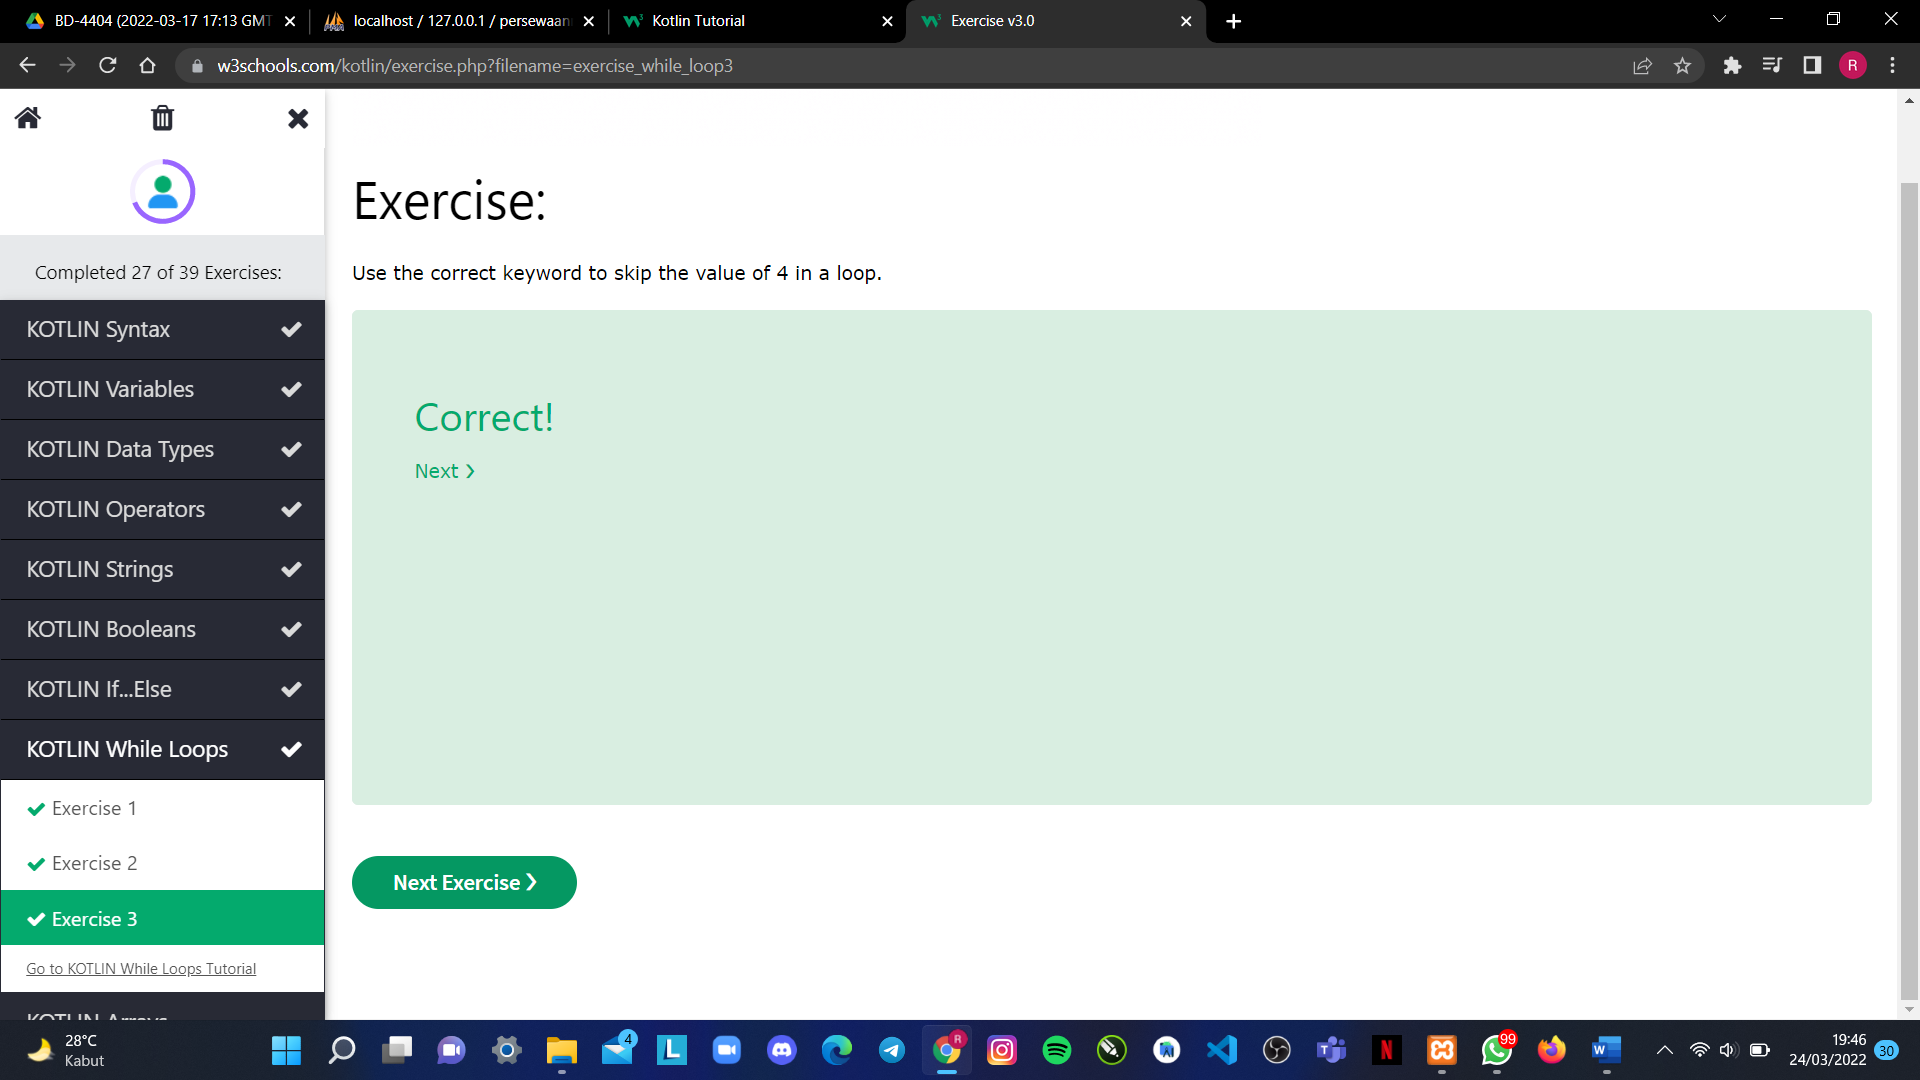 BD-4404 (2022-03-17 17:13 GMT
localhost / 127.0.0.1 / persewaan
Kotlin Tutorial
Exercise v3.0
w3schools.com/kotlin/exercise.php?filename=exercise_while_loop3
R
Completed 27 of 39 Exercises:
KOTLIN Syntax
KOTLIN Variables
KOTLIN Data Types
KOTLIN Operators
KOTLIN Strings
KOTLIN Booleans
KOTLIN If...Else
KOTLIN While Loops
Exercise 1
Exercise 2
Exercise 3
Go to KOTLIN While Loops Tutorial
KOTLIN Arrays
Exercise:
Use the correct keyword to skip the value of 4 in a loop.
Correct!
Next ❯
Next Exercise ❯
28°C
Kabut
4
L
R
N
99
W
19:46
24/03/2022
30